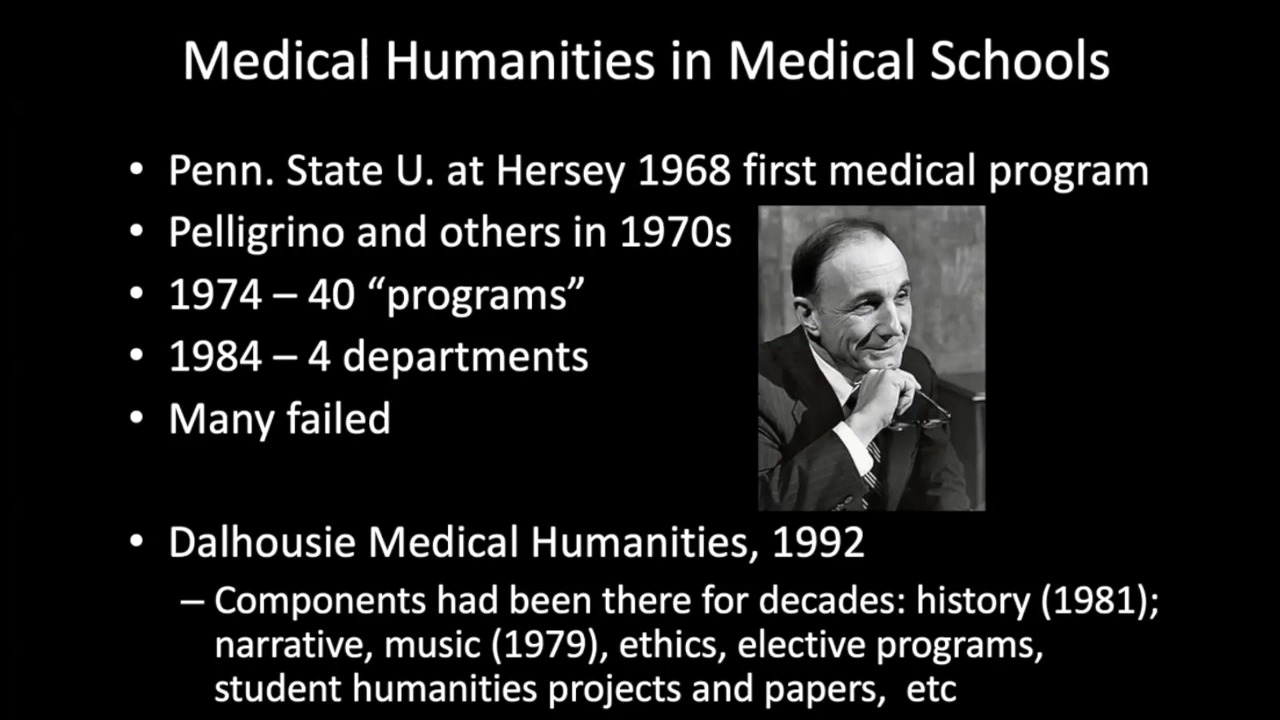 Medical Humanities in Medical Schools
• Penn. State U. at Hersey 1968 first medical program
• Pelligrino and others in 1970s
• 1974 – 40 “programs”
• 1984 – 4 departments
• Many failed
• Dalhousie Medical Humanities, 1992
– Components had been there for decades: history (1981);
narrative, music (1979), ethics, elective programs,
student humanities projects and papers,  etc